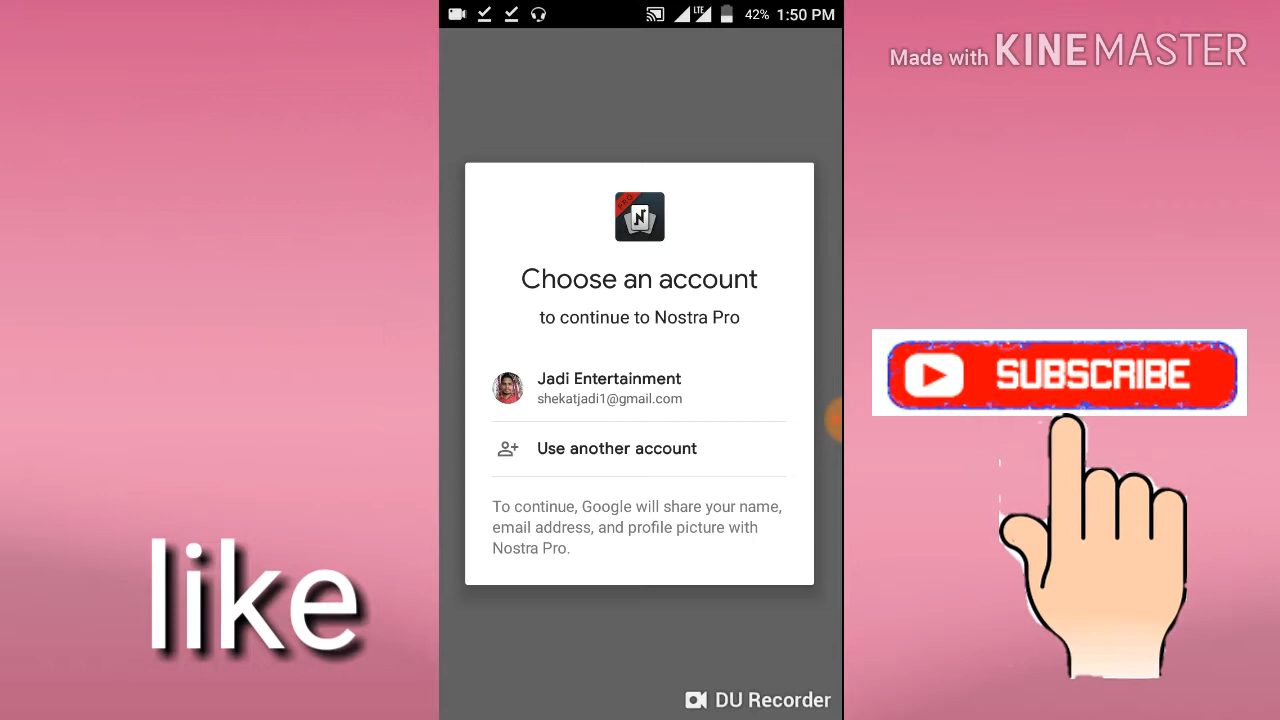 LTE 42% 1:50 PM
Made with KINEMASTER
PRO
N
Choose an account
to continue to Nostra Pro
Jadi Entertainment
shekatjadi1@gmail.com
Use another account
To continue, Google will share your name,
email address, and profile picture with
Nostra Pro.
SUBSCRIBE
like
DU Recorder